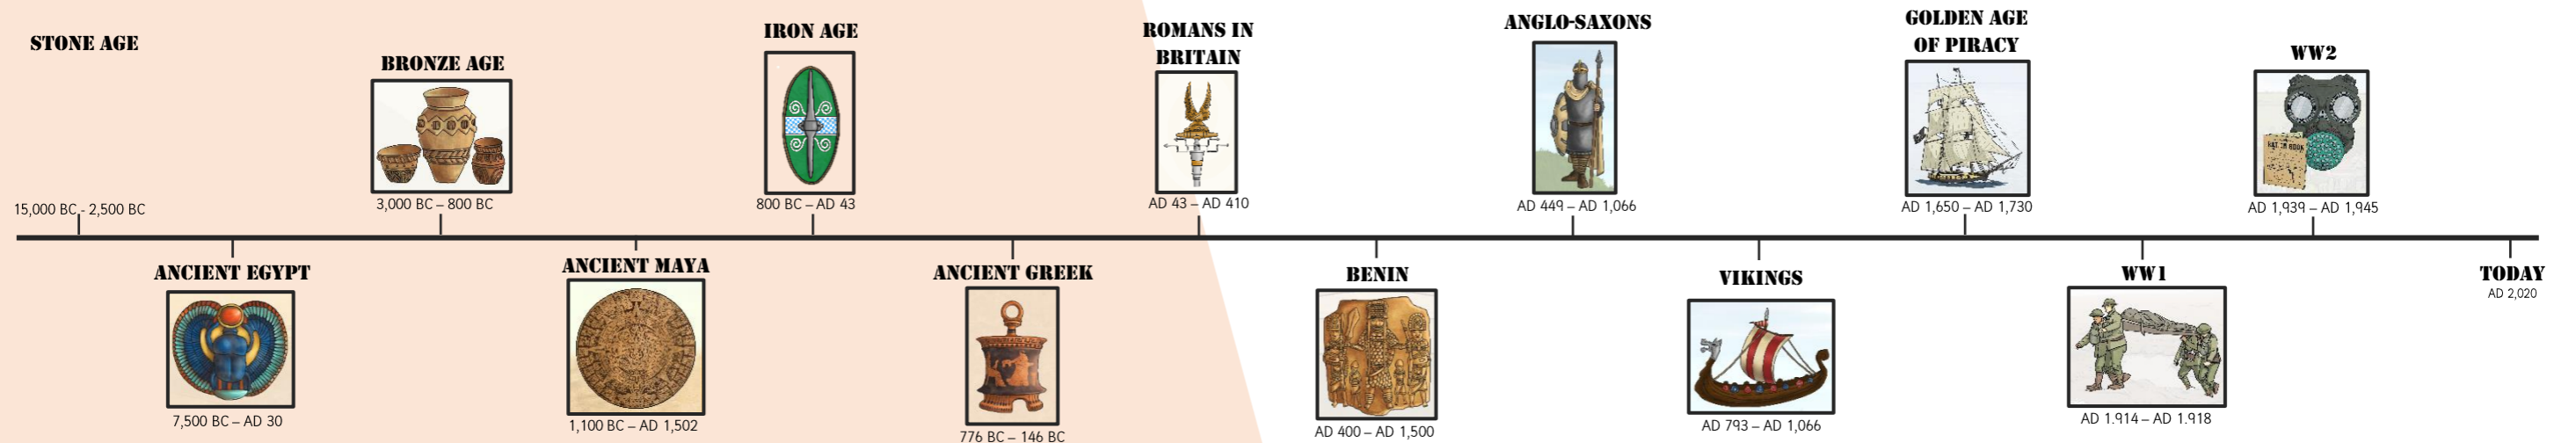 STONE AGE
15,000 BC - 2,500 BC
BRONZE AGE
3,000 BC – 800 BC
IRON AGE
800 BC – AD 43
ROMANS IN
BRITAIN
AD 43 – AD 410
ANGLO-SAXONS
AD 449 – AD 1,066
GOLDEN AGE
OF PIRACY
AD 1,650 – AD 1,730
WW2
RATION BOOK
AD 1,939 – AD 1,945
ANCIENT EGYPT
7,500 BC – AD 30
ANCIENT MAYA
1,100 BC – AD 1,502
ANCIENT GREEK
776 BC – 146 BC
BENIN
AD 400 – AD 1,500
VIKINGS
AD 793 – AD 1,066
WW1
AD 1.914 – AD 1.918
TODAY
AD 2,020